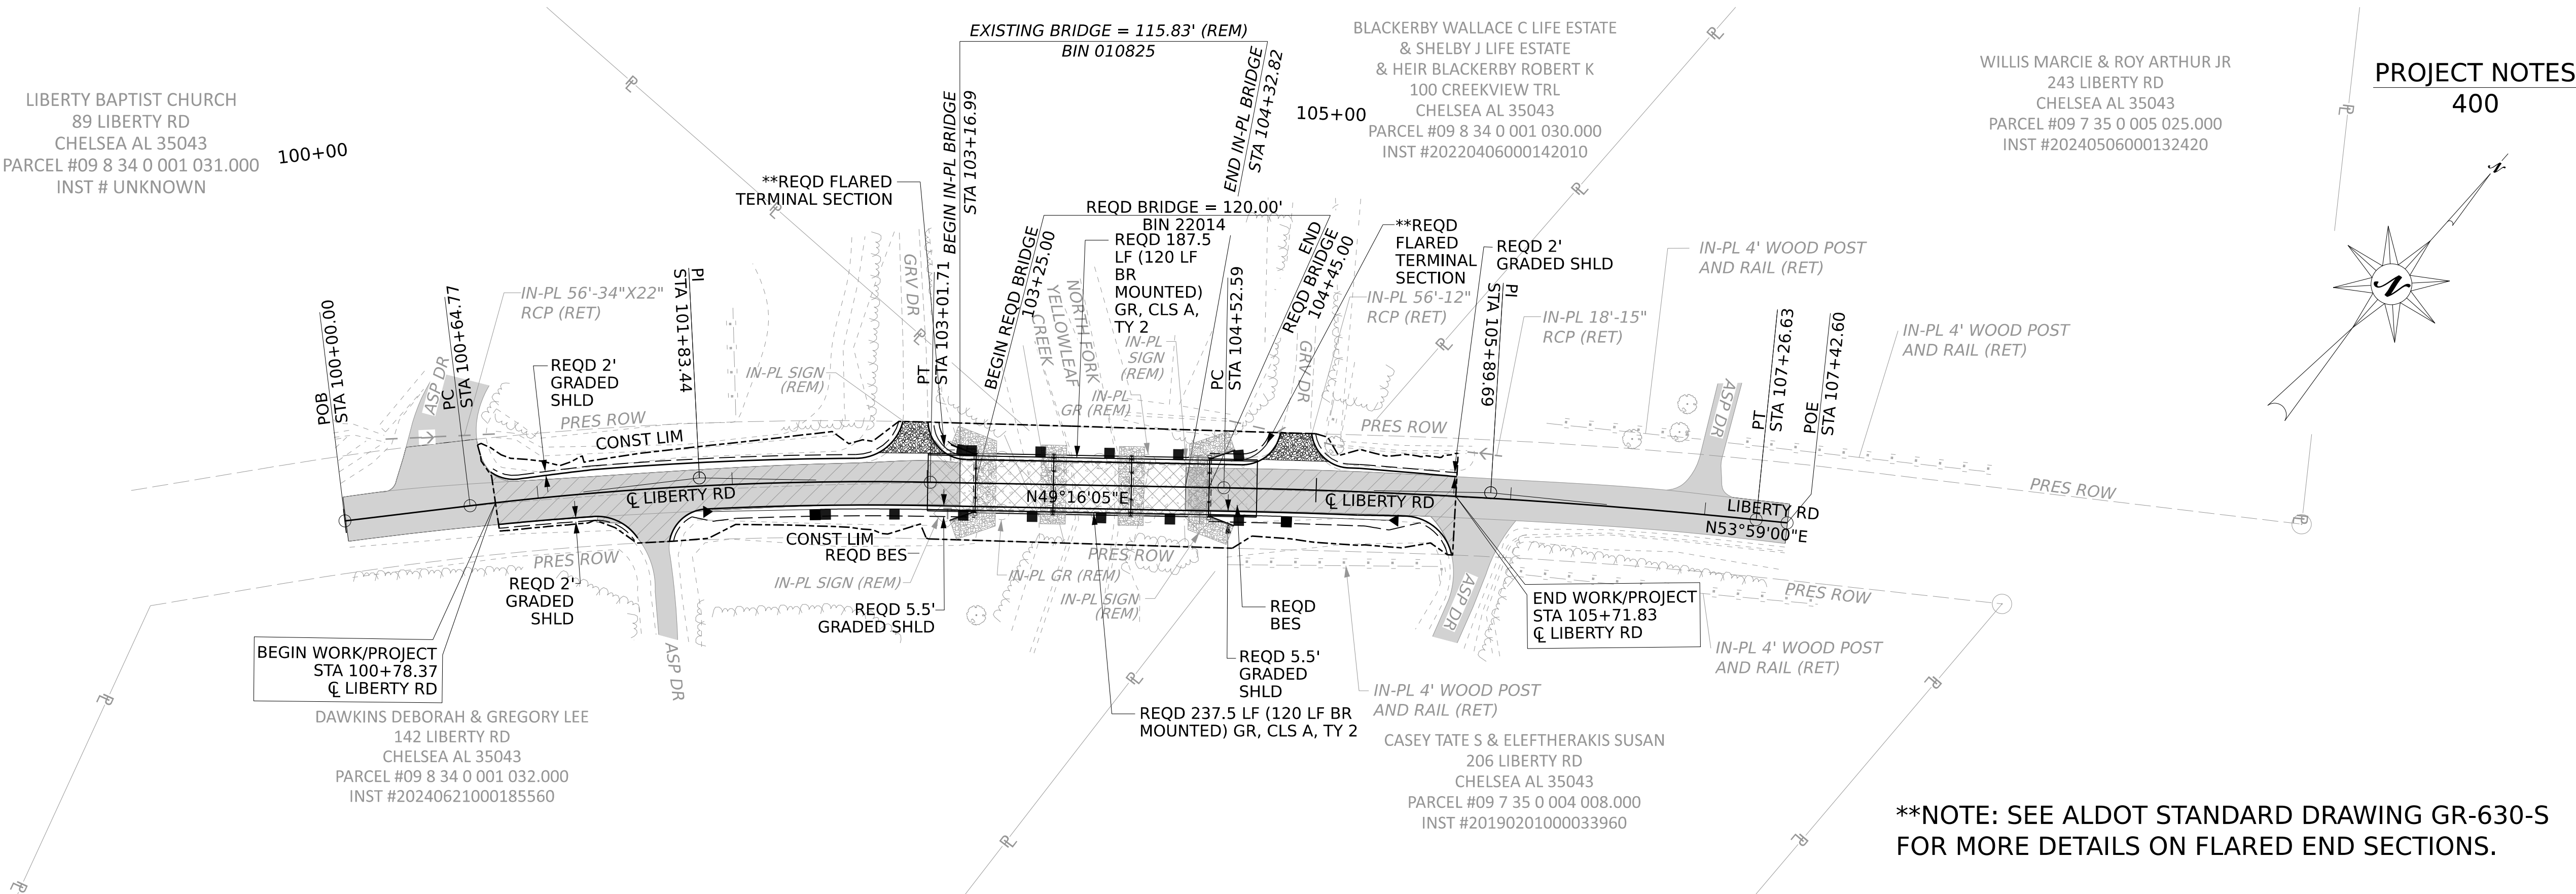 EXISTING BRIDGE = 115.83' (REM)
BIN 010825
BLACKERBY WALLACE C LIFE ESTATE
& SHELBY J LIFE ESTATE
& HEIR BLACKERBY ROBERT K
100 CREEKVIEW TRL
CHELSEA AL 35043
PARCEL #09 8 34 0 001 030.000
INST #20220406000142010
WILLIS MARCIE & ROY ARTHUR JR
243 LIBERTY RD
CHELSEA AL 35043
PARCEL #09 7 35 0 005 025.000
INST #20240506000132420
PROJECT NOTES
400
LIBERTY BAPTIST CHURCH
89 LIBERTY RD
CHELSEA AL 35043
PARCEL #09 8 34 0 001 031.000
INST # UNKNOWN
100+00
105+00
BEGIN IN-PL BRIDGE
STA 103+16.99
END IN-PL BRIDGE
STA 104+32.82
**REQD FLARED
TERMINAL SECTION
REQD BRIDGE = 120.00'
BIN 22014
REQD 187.5
LF (120 LF
BR
MOUNTED)
GR, CLS A,
TY 2
BEGIN REQD BRIDGE
103+25.00
END
REQD BRIDGE
104+45.00
**REQD
FLARED
TERMINAL
SECTION
REQD 2'
GRADED SHLD
IN-PL 4' WOOD POST
AND RAIL (RET)
N
N
POB
STA 100+00.00
PC
STA 100+64.77
IN-PL 56'-34"X22"
RCP (RET)
PI
STA 101+83.44
GRV DR
PT
STA 103+01.71
NORTH FORK
YELLOWLEAF
CREEK
IN-PL
SIGN
(REM)
PC
STA 104+52.59
GRV DR
IN-PL 56'-12"
RCP (RET)
PI
STA 105+89.69
IN-PL 18'-15"
RCP (RET)
PT
STA 107+26.63
POE
STA 107+42.60
IN-PL 4' WOOD POST
AND RAIL (RET)
ASP DR
REQD 2'
GRADED
SHLD
IN-PL SIGN
(REM)
IN-PL
GR (REM)
PRES ROW
CONST LIM
PRES ROW
ASP DR
PRES ROW
℄ LIBERTY RD
N49°16'05"E
℄ LIBERTY RD
LIBERTY RD
N53°59'00"E
CONST LIM
REQD BES
PRES ROW
PRES ROW
IN-PL SIGN (REM)
IN-PL GR (REM)
IN-PL SIGN
(REM)
REQD 2'
GRADED
SHLD
REQD 5.5'
GRADED SHLD
REQD
BES
ASP DR
ASP DR
PRES ROW
END WORK/PROJECT
STA 105+71.83
℄ LIBERTY RD
BEGIN WORK/PROJECT
STA 100+78.37
℄ LIBERTY RD
REQD 5.5'
GRADED
SHLD
IN-PL 4' WOOD POST
AND RAIL (RET)
IN-PL 4' WOOD POST
AND RAIL (RET)
REQD 237.5 LF (120 LF BR
MOUNTED) GR, CLS A, TY 2
DAWKINS DEBORAH & GREGORY LEE
142 LIBERTY RD
CHELSEA AL 35043
PARCEL #09 8 34 0 001 032.000
INST #20240621000185560
CASEY TATE S & ELEFTHERAKIS SUSAN
206 LIBERTY RD
CHELSEA AL 35043
PARCEL #09 7 35 0 004 008.000
INST #20190201000033960
**NOTE: SEE ALDOT STANDARD DRAWING GR-630-S
FOR MORE DETAILS ON FLARED END SECTIONS.